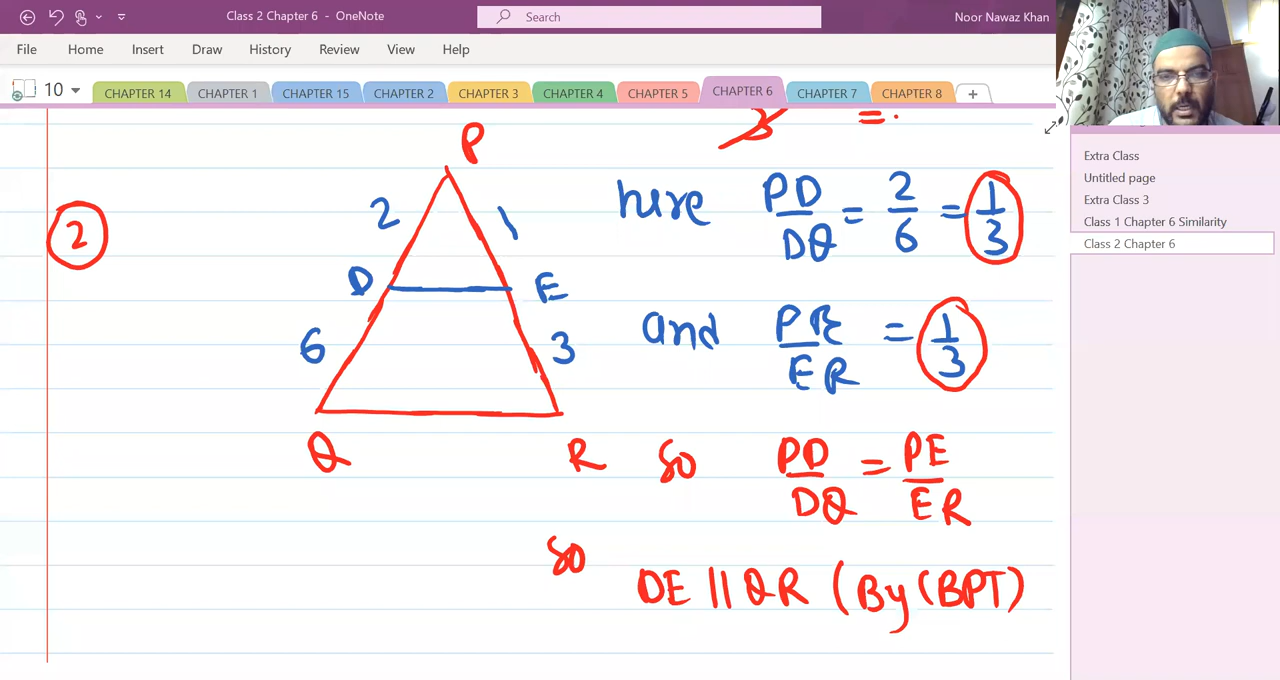 Class 2 Chapter 6 - OneNote
Search
Noor Nawaz Khan
File Home Insert Draw History Review View Help
10 CHAPTER 14 CHAPTER 1 CHAPTER 15 CHAPTER 2 CHAPTER 3 CHAPTER 4 CHAPTER 5 CHAPTER 6 CHAPTER 7 CHAPTER 8 +
Extra Class
Untitled page
Extra Class 3
Class 1 Chapter 6 Similarity
Class 2 Chapter 6
=
2
P
2 1
D E
6 3
Q R
here PD/DQ = 2/6 = 1/3
and PE/ER = 1/3
so PD/DQ = PE/ER
so
DE || QR (By (BPT)